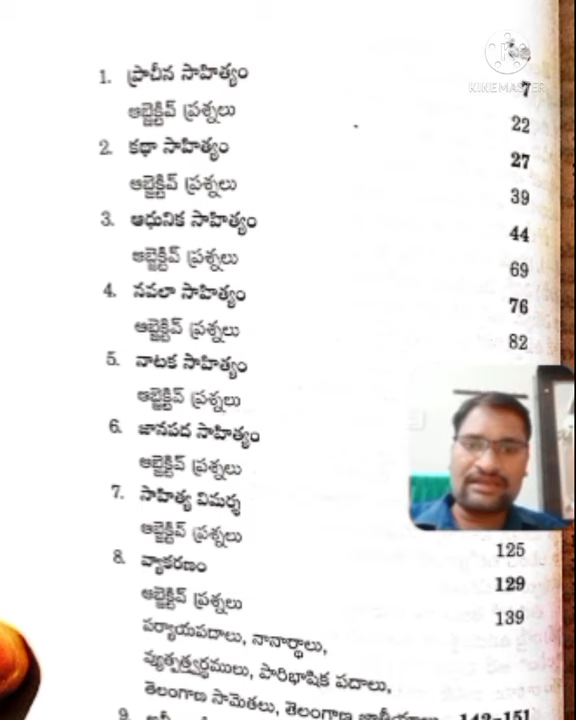 KINEMASTER
1. ప్రాచీన సాహిత్యం 7
ఆబ్జెక్టివ్ ప్రశ్నలు 22
2. కథా సాహిత్యం 27
ఆబ్జెక్టివ్ ప్రశ్నలు 39
3. ఆధునిక సాహిత్యం 44
ఆబ్జెక్టివ్ ప్రశ్నలు 69
4. నవలా సాహిత్యం 76
ఆబ్జెక్టివ్ ప్రశ్నలు 82
5. నాటక సాహిత్యం
ఆబ్జెక్టివ్ ప్రశ్నలు
6. జానపద సాహిత్యం
ఆబ్జెక్టివ్ ప్రశ్నలు
7. సాహిత్య విమర్శ
ఆబ్జెక్టివ్ ప్రశ్నలు 125
8. వ్యాకరణం 129
ఆబ్జెక్టివ్ ప్రశ్నలు 139
పర్యాయపదాలు, నానార్థాలు,
వ్యుత్పత్త్యర్థములు, పారిభాషిక పదాలు,
తెలంగాణ సామెతలు, తెలంగాణ జాతీయాలు 142-151
9.